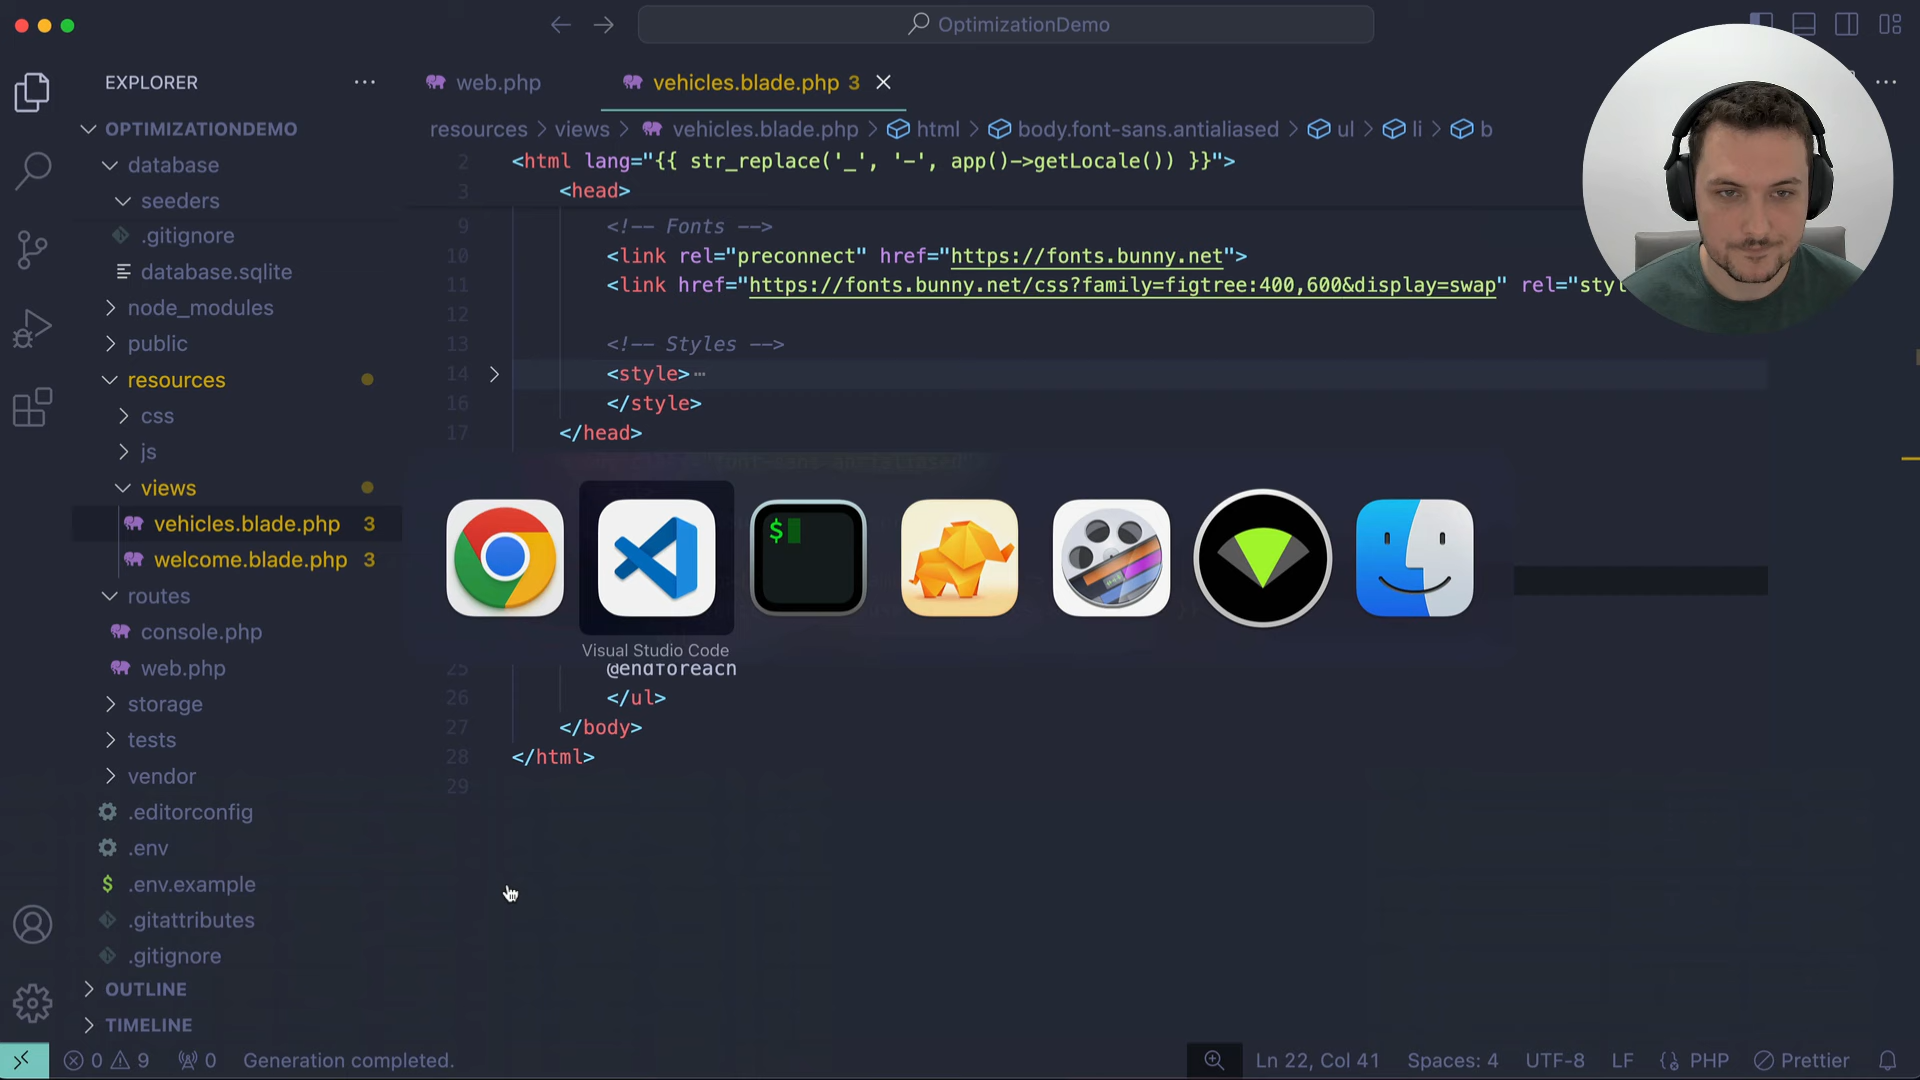 OptimizationDemo
EXPLORER
web.php
vehicles.blade.php 3
OPTIMIZATIONDEMO
database
seeders
.gitignore
database.sqlite
node_modules
public
resources
css
js
views
vehicles.blade.php 3
welcome.blade.php 3
routes
console.php
web.php
storage
tests
vendor
.editorconfig
.env
.env.example
.gitattributes
.gitignore
OUTLINE
TIMELINE
resources > views > vehicles.blade.php > html > body.font-sans.antialiased > ul > li > b
2 <html lang="{{ str_replace('_', '-', app()->getLocale()) }}">
3 <head>
9 <!-- Fonts -->
10 <link rel="preconnect" href="https://fonts.bunny.net">
11 <link href="https://fonts.bunny.net/css?family=figtree:400,600&display=swap" rel="styl
12
13 <!-- Styles -->
14 <style>
16 </style>
17 </head>
$
Visual Studio Code
25 @endforeach
26 </ul>
27 </body>
28 </html>
29
0 9 0 Generation completed.
Ln 22, Col 41 Spaces: 4 UTF-8 LF PHP Prettier